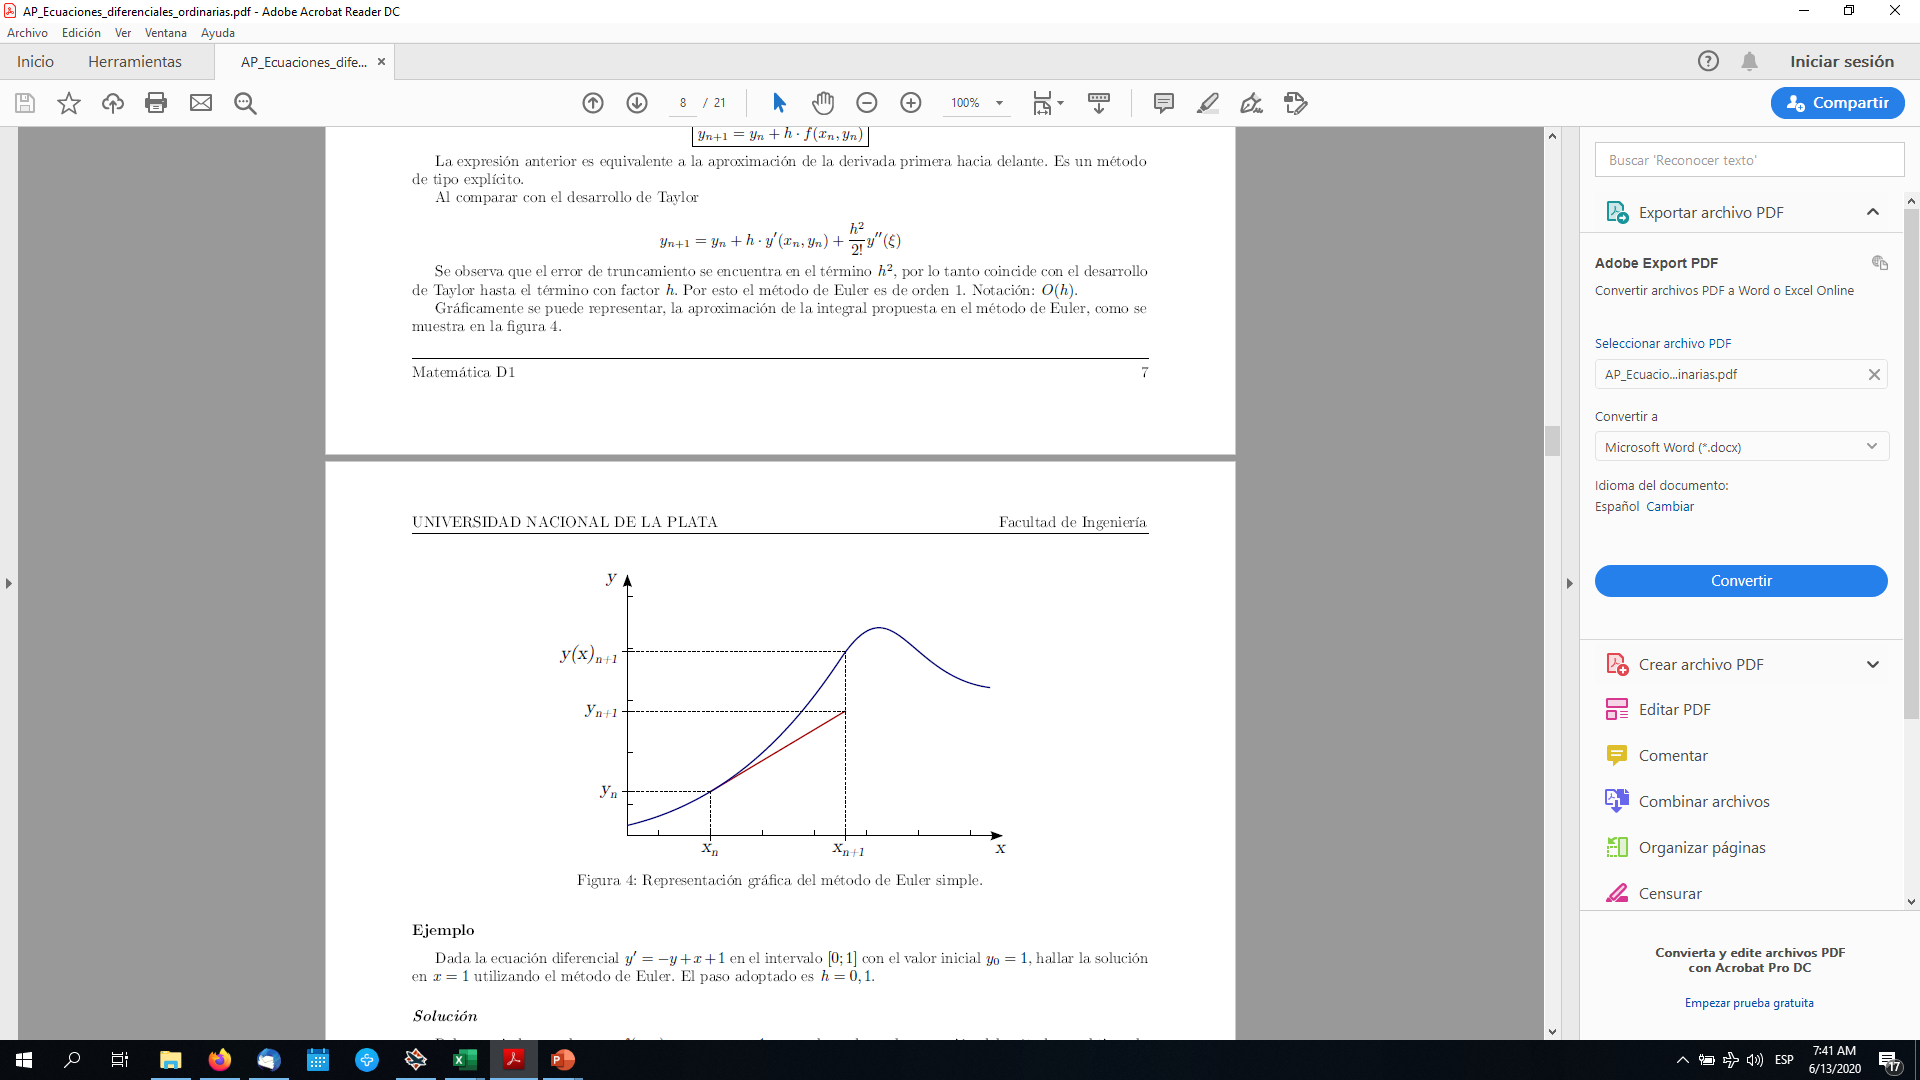 AP_Ecuaciones_diferenciales_ordinarias.pdf - Adobe Acrobat Reader DC
Archivo Edición Ver Ventana Ayuda
Inicio Herramientas AP_Ecuaciones_dife... ×
Iniciar sesión
8 / 21
100%
Compartir
yₙ₊₁ = yₙ + h · f(xₙ, yₙ)
La expresión anterior es equivalente a la aproximación de la derivada primera hacia delante. Es un método
de tipo explícito.
Al comparar con el desarrollo de Taylor
yₙ₊₁ = yₙ + h · y′(xₙ, yₙ) + h²/2! y″(ξ)
Se observa que el error de truncamiento se encuentra en el término h², por lo tanto coincide con el desarrollo
de Taylor hasta el término con factor h. Por esto el método de Euler es de orden 1. Notación: O(h).
Gráficamente se puede representar, la aproximación de la integral propuesta en el método de Euler, como se
muestra en la figura 4.
Matemática D1 7
UNIVERSIDAD NACIONAL DE LA PLATA Facultad de Ingeniería
y
y(x)ₙ₊₁
yₙ₊₁
yₙ
xₙ xₙ₊₁ x
Figura 4: Representación gráfica del método de Euler simple.
Ejemplo
Dada la ecuación diferencial y′ = −y + x + 1 en el intervalo [0; 1] con el valor inicial y₀ = 1, hallar la solución
en x = 1 utilizando el método de Euler. El paso adoptado es h = 0, 1.
Solución
Buscar 'Reconocer texto'
Exportar archivo PDF
Adobe Export PDF
Convertir archivos PDF a Word o Excel Online
Seleccionar archivo PDF
AP_Ecuacio...inarias.pdf
Convertir a
Microsoft Word (*.docx)
Idioma del documento:
Español Cambiar
Convertir
Crear archivo PDF
Editar PDF
Comentar
Combinar archivos
Organizar páginas
Censurar
Convierta y edite archivos PDF
con Acrobat Pro DC
Empezar prueba gratuita
ESP
7:41 AM
6/13/2020
17